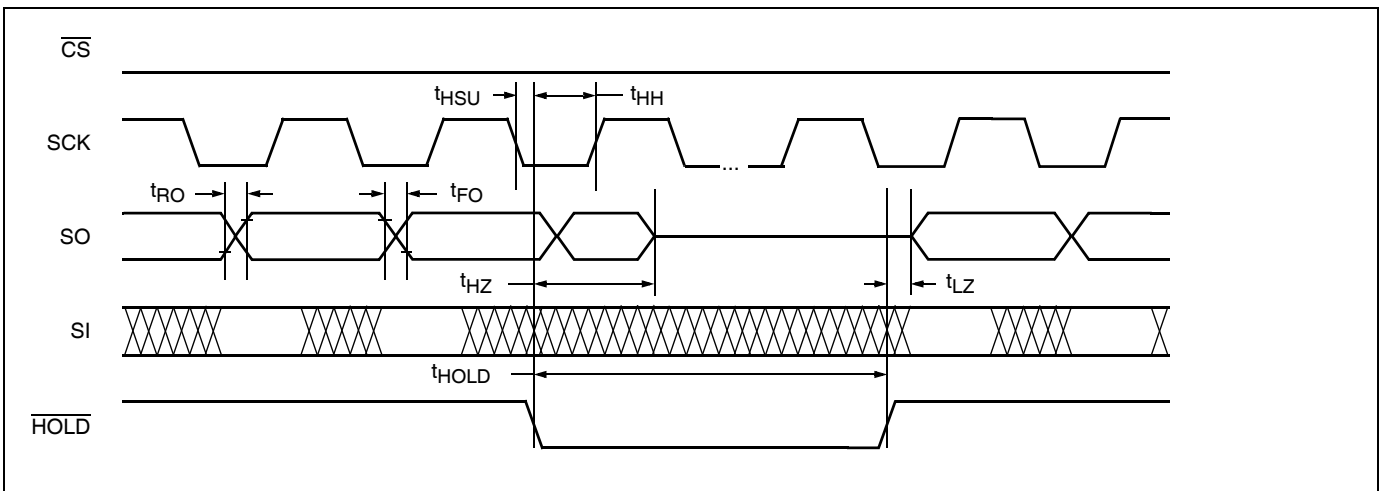 CS
tHSU tHH
SCK
...
tRO tFO
SO
tHZ tLZ
SI
tHOLD
HOLD